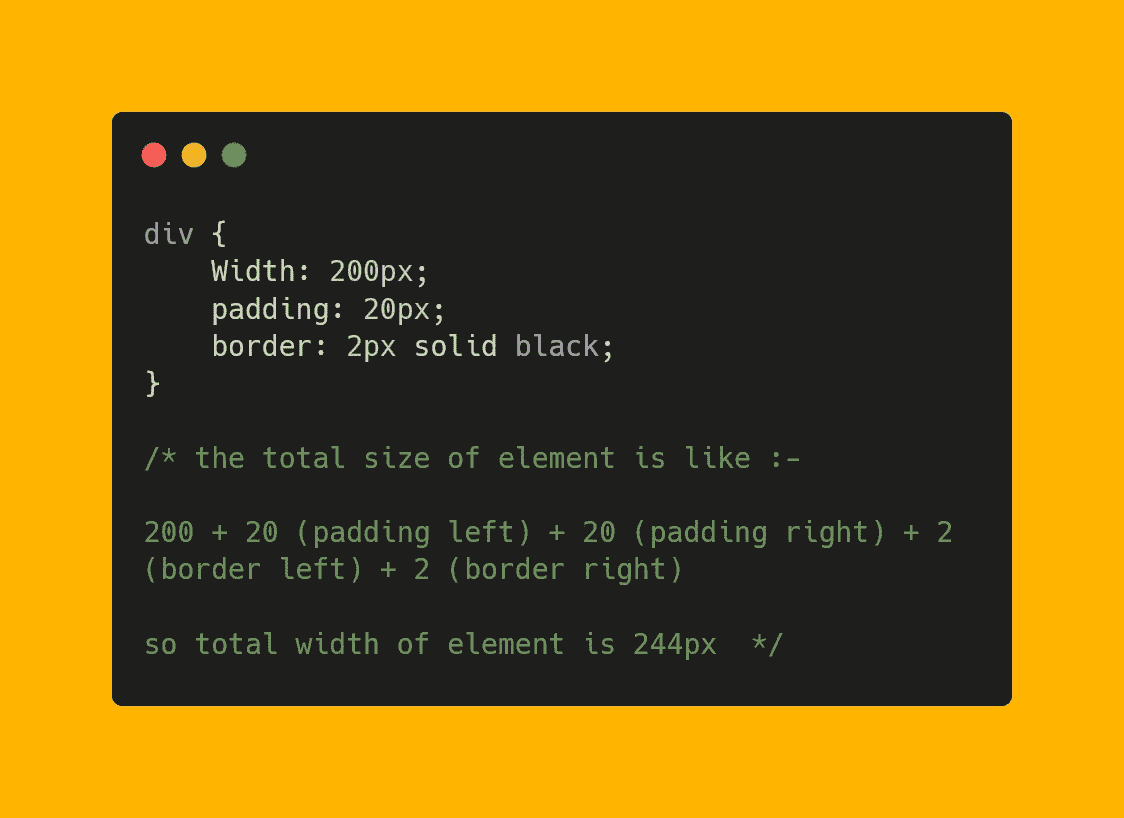 div {
    Width: 200px;
    padding: 20px;
    border: 2px solid black;
}
/* the total size of element is like :-
200 + 20 (padding left) + 20 (padding right) + 2
(border left) + 2 (border right)
so total width of element is 244px  */